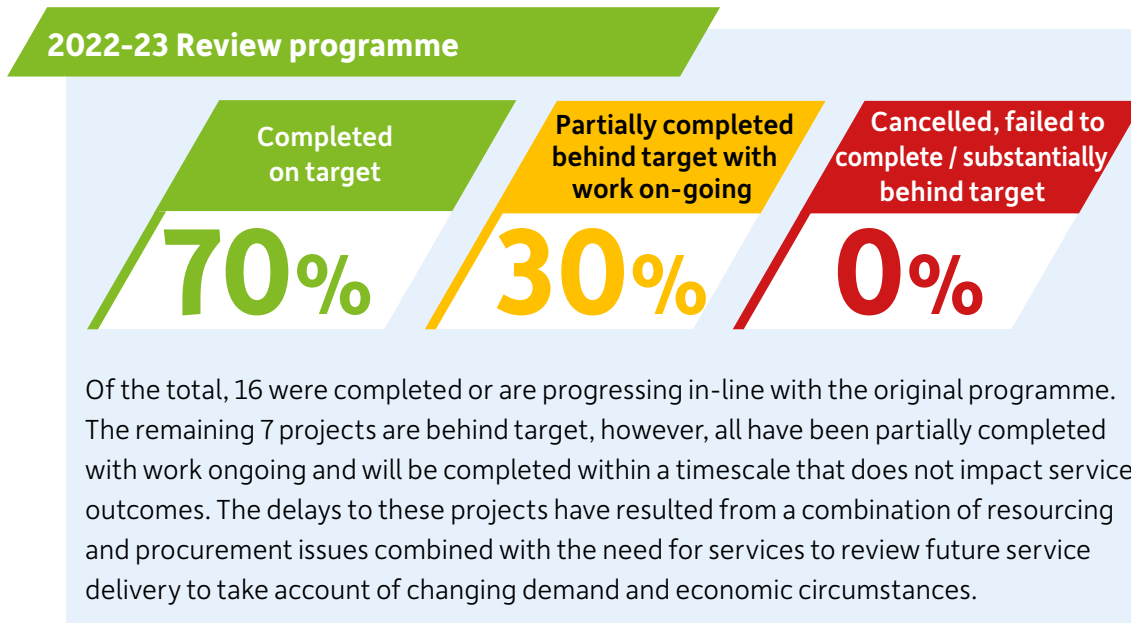 2022-23 Review programme
Completed
on target
70%
Partially completed
behind target with
work on-going
30%
Cancelled, failed to
complete / substantially
behind target
0%
Of the total, 16 were completed or are progressing in-line with the original programme.
The remaining 7 projects are behind target, however, all have been partially completed
with work ongoing and will be completed within a timescale that does not impact service
outcomes. The delays to these projects have resulted from a combination of resourcing
and procurement issues combined with the need for services to review future service
delivery to take account of changing demand and economic circumstances.